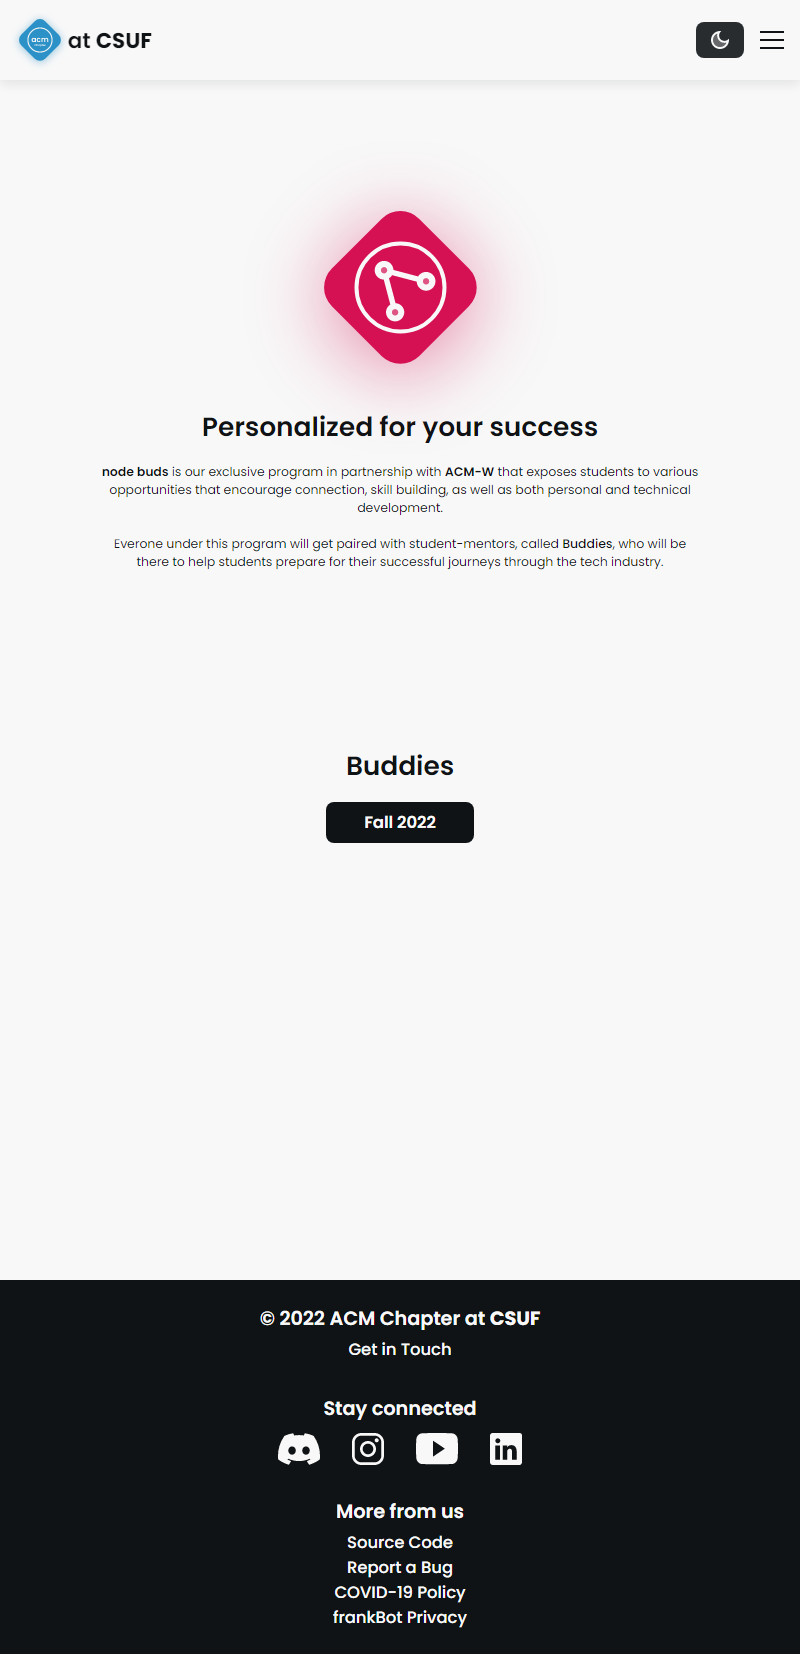 acm
at CSUF
Personalized for your success
node buds is our exclusive program in partnership with ACM-W that exposes students to various
opportunities that encourage connection, skill building, as well as both personal and technical
development.
Everone under this program will get paired with student-mentors, called Buddies, who will be
there to help students prepare for their successful journeys through the tech industry.
Buddies
Fall 2022
© 2022 ACM Chapter at CSUF
Get in Touch
Stay connected
in
More from us
Source Code
Report a Bug
COVID-19 Policy
frankBot Privacy